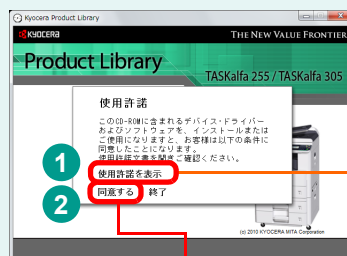 Kyocera Product Library
KYOCERA
THE NEW VALUE FRONTIER
Product Library
TASKalfa 255 / TASKalfa 305
使用許諾
このCD-ROMに含まれるデバイス・ドライバー
およびソフトウェアを、インストールまたは
ご使用になりますと、お客様は以下の条件に
同意したことになります。
使用許諾文書を開きご確認ください。
1
使用許諾を表示
2
同意する 終了
(c) 2010 KYOCERA MITA Corporation